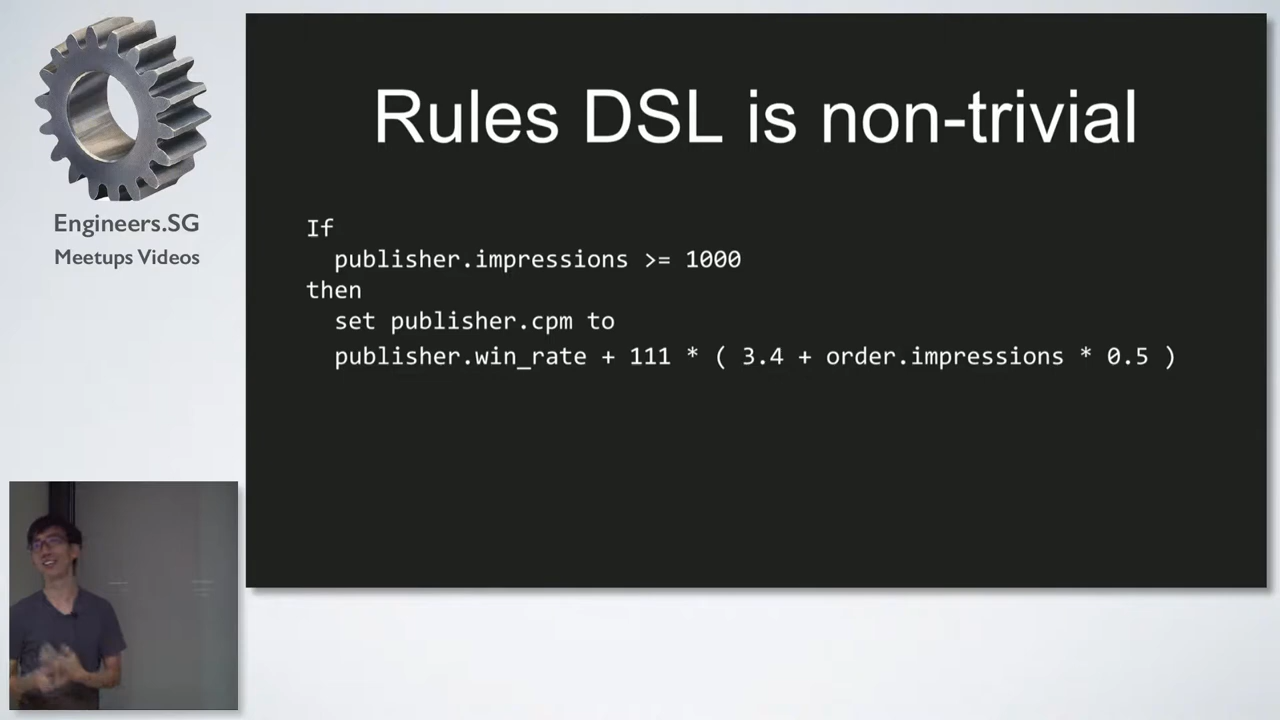 Engineers.SG
Meetups Videos
Rules DSL is non-trivial
If
publisher.impressions >= 1000
then
set publisher.cpm to
publisher.win_rate + 111 * ( 3.4 + order.impressions * 0.5 )